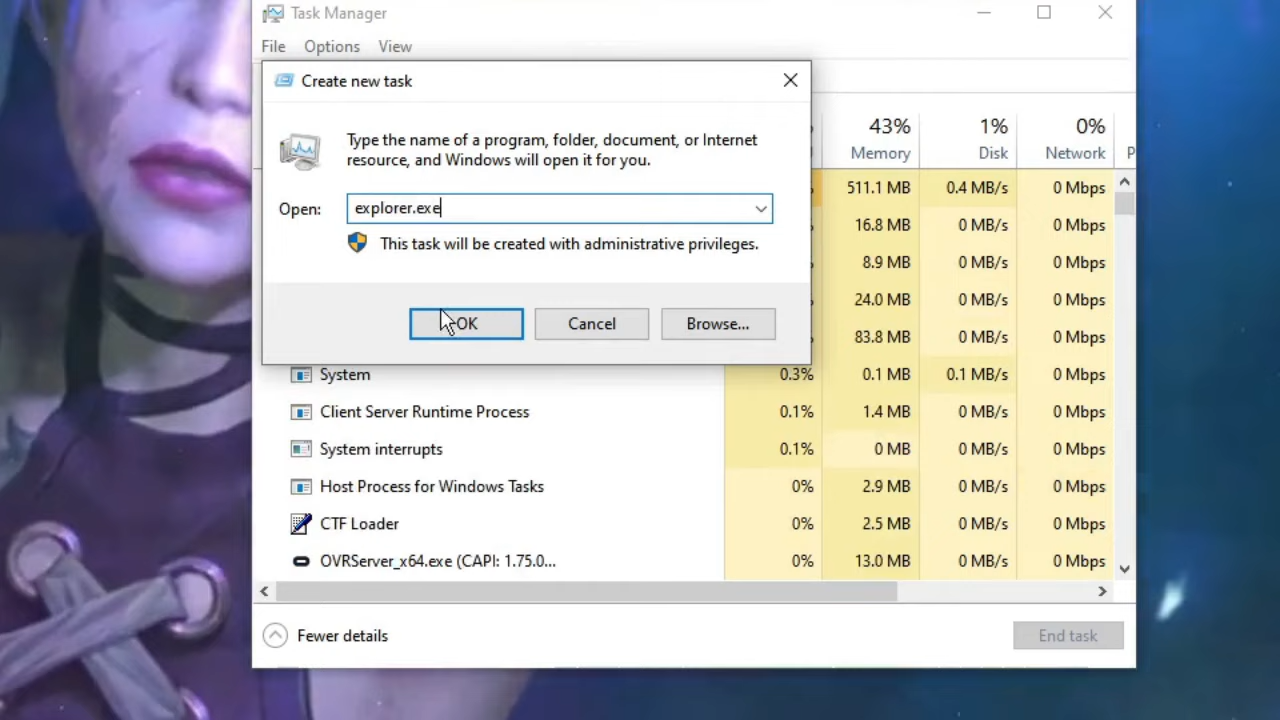 Task Manager
File Options View
Create new task
Type the name of a program, folder, document, or Internet
resource, and Windows will open it for you.
Open: explorer.exe
This task will be created with administrative privileges.
OK Cancel Browse...
43% 1% 0%
Memory Disk Network
511.1 MB 0.4 MB/s 0 Mbps
16.8 MB 0 MB/s 0 Mbps
8.9 MB 0 MB/s 0 Mbps
24.0 MB 0 MB/s 0 Mbps
83.8 MB 0 MB/s 0 Mbps
System 0.3% 0.1 MB 0.1 MB/s 0 Mbps
Client Server Runtime Process 0.1% 1.4 MB 0 MB/s 0 Mbps
System interrupts 0.1% 0 MB 0 MB/s 0 Mbps
Host Process for Windows Tasks 0% 2.9 MB 0 MB/s 0 Mbps
CTF Loader 0% 2.5 MB 0 MB/s 0 Mbps
OVRServer_x64.exe (CAPI: 1.75.0... 0% 13.0 MB 0 MB/s 0 Mbps
Fewer details End task